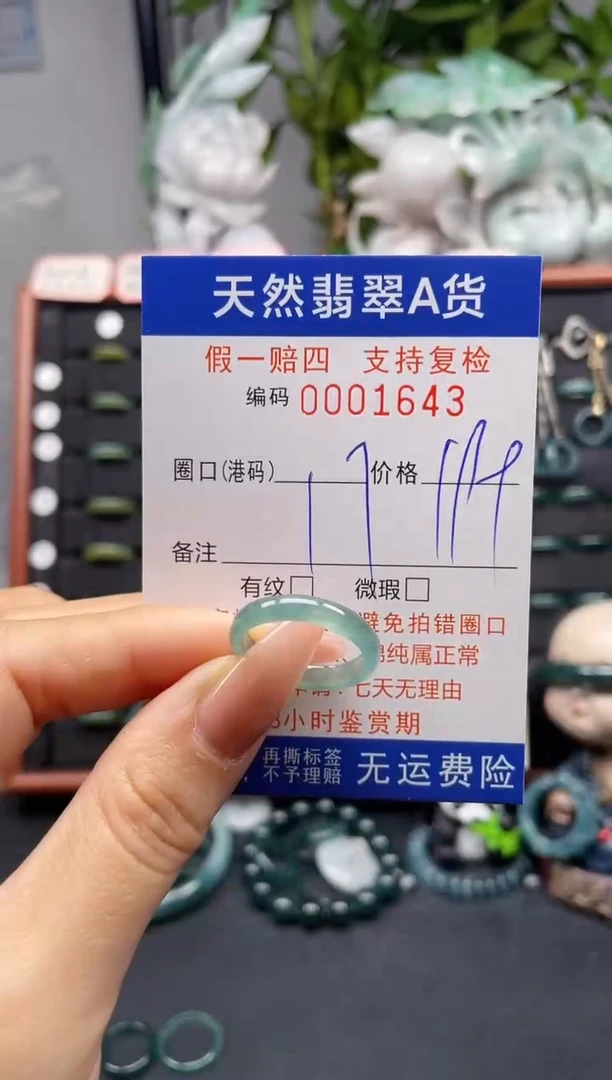 天然翡翠A货
假一赔四 支持复检
编码 0001643
圈口(港码) 17 价格
备注
有纹□ 微瑕□
避免拍错圈口
纯属正常
七天无理由
小时鉴赏期
再撕标签
不予理赔
无运费险